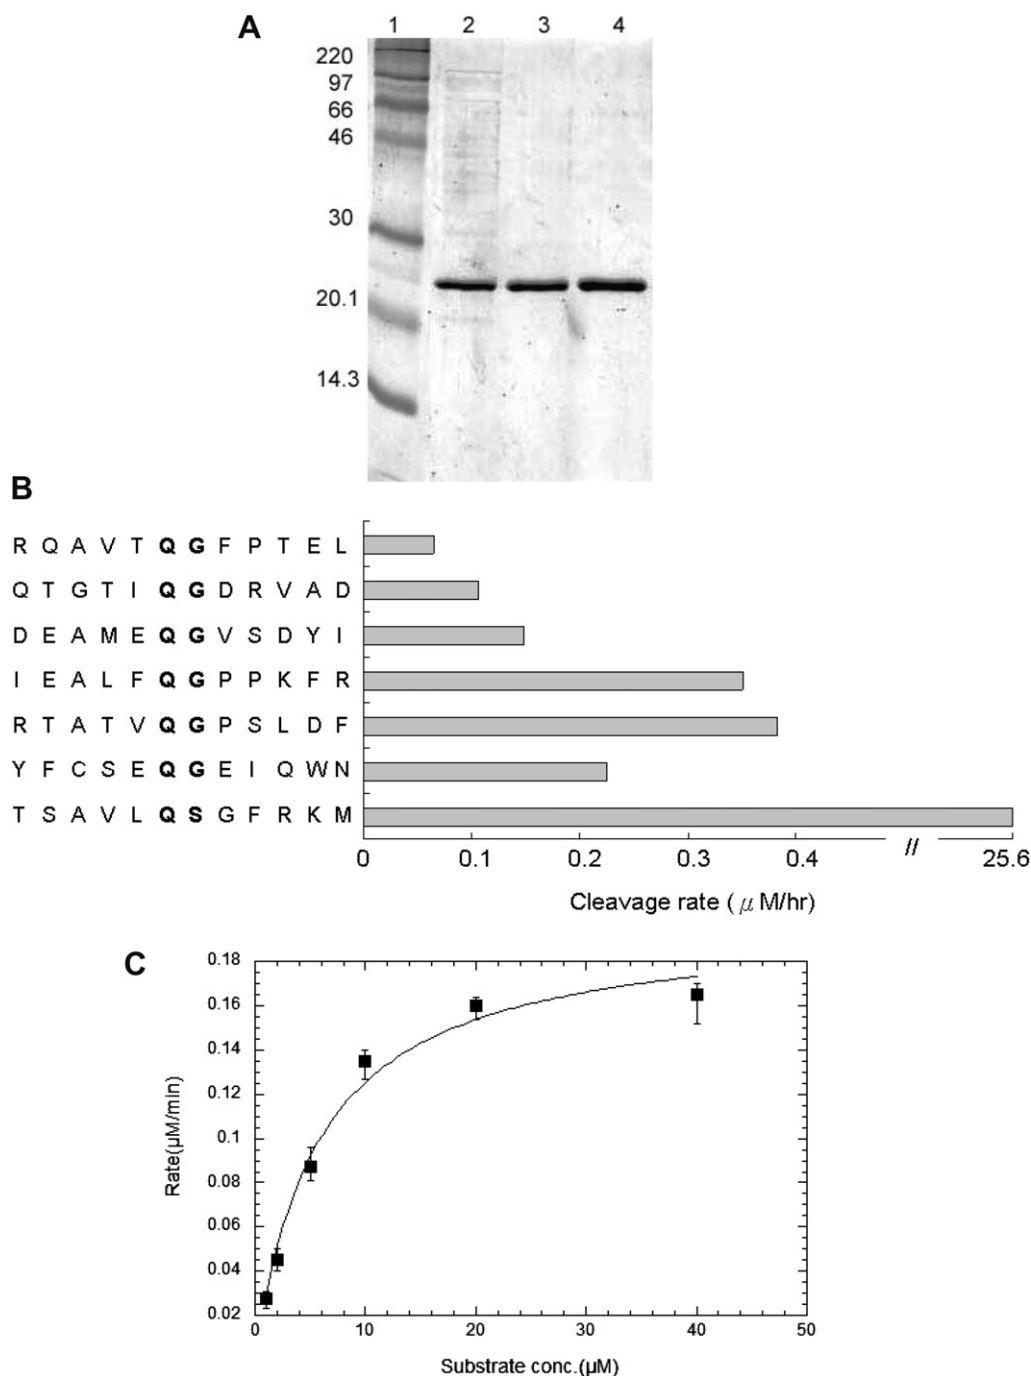 A
1 2 3 4
220
97
66
46
30
20.1
14.3
B
R Q A V T Q G F P T E L
Q T G T I Q G D R V A D
D E A M E Q G V S D Y I
I E A L F Q G P P K F R
R T A T V Q G P S L D F
Y F C S E Q G E I Q W N
T S A V L Q S G F R K M
0 0.1 0.2 0.3 0.4 // 25.6
Cleavage rate ( μ M/hr)
C
0.18
0.16
0.14
0.12
0.1
0.08
0.06
0.04
0.02
Rate(µM/min)
0 10 20 30 40 50
Substrate conc.(µM)